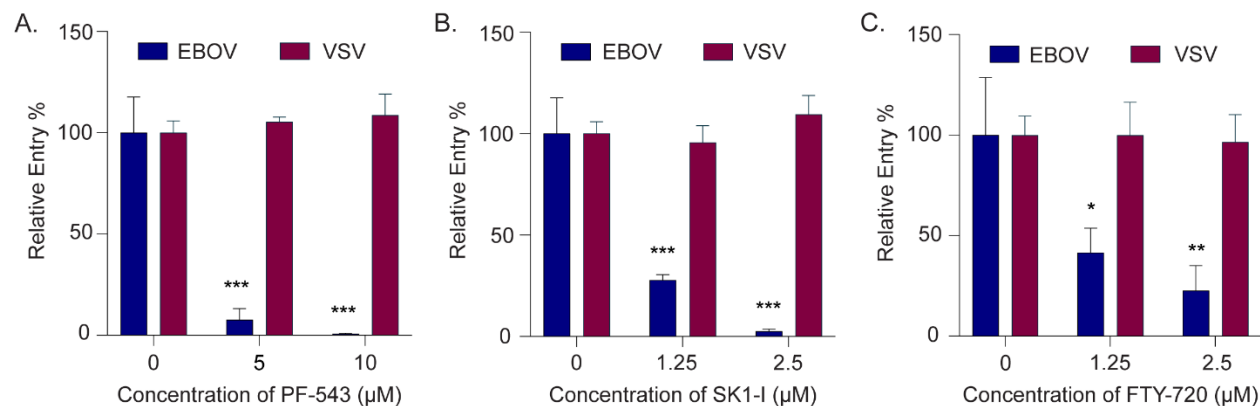 A.
150
EBOV
VSV
100
50
0
Relative Entry %
***
***
0
5
10
Concentration of PF-543 (µM)
B.
150
EBOV
VSV
100
50
0
Relative Entry %
***
***
0
1.25
2.5
Concentration of SK1-I (µM)
C.
150
EBOV
VSV
100
50
0
Relative Entry %
*
**
0
1.25
2.5
Concentration of FTY-720 (µM)